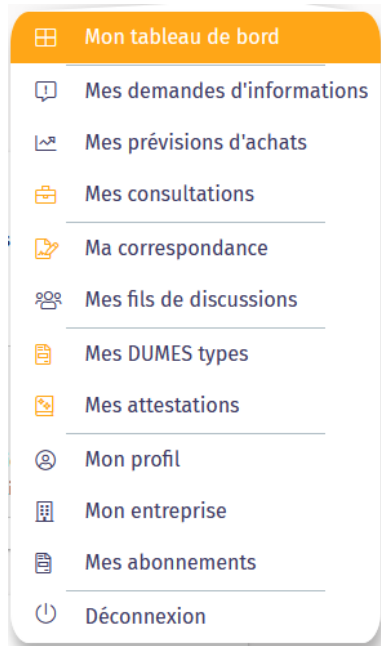 Mon tableau de bord
Mes demandes d'informations
Mes prévisions d'achats
Mes consultations
Ma correspondance
Mes fils de discussions
Mes DUMES types
Mes attestations
Mon profil
Mon entreprise
Mes abonnements
Déconnexion